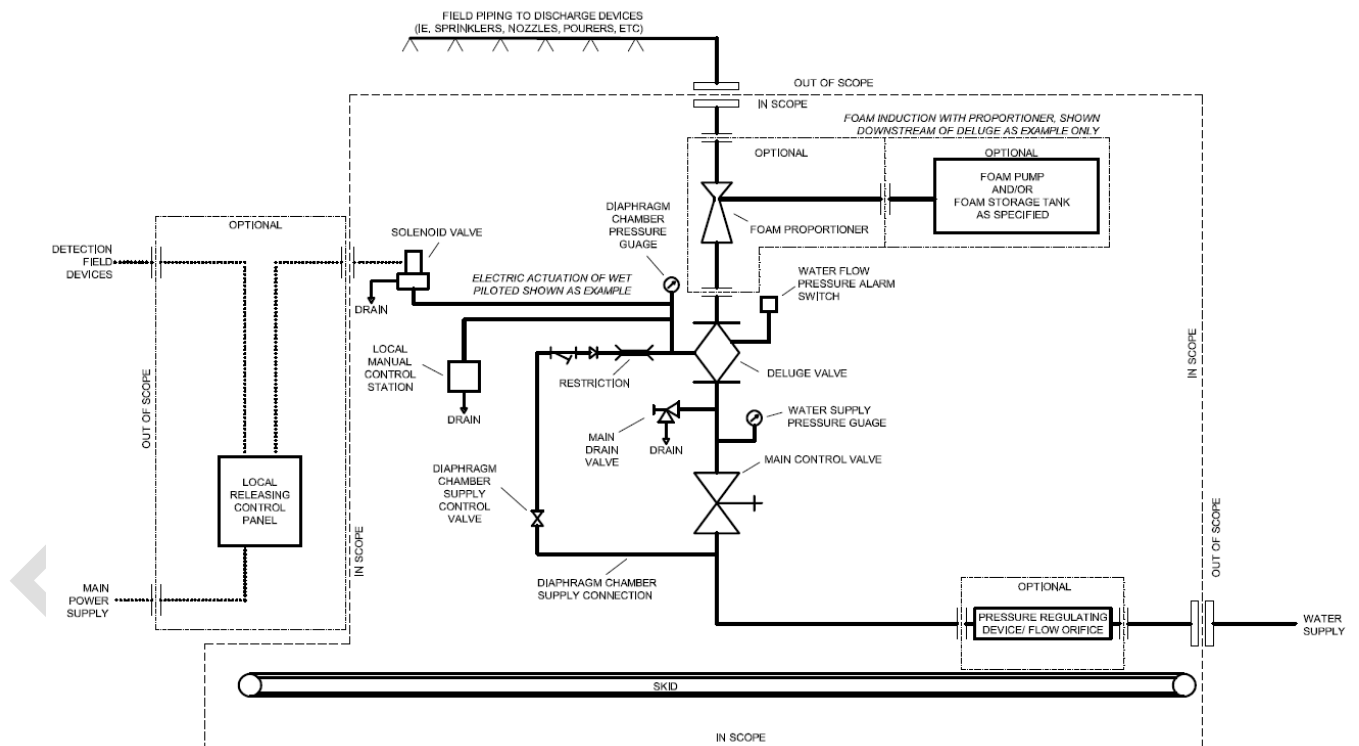 FIELD PIPING TO DISCHARGE DEVICES
(IE, SPRINKLERS, NOZZLES, POURERS, ETC)
OUT OF SCOPE
IN SCOPE
FOAM INDUCTION WITH PROPORTIONER, SHOWN
DOWNSTREAM OF DELUGE AS EXAMPLE ONLY
OPTIONAL
OPTIONAL
FOAM PUMP
AND/OR
FOAM STORAGE TANK
AS SPECIFIED
FOAM PROPORTIONER
DIAPHRAGM
CHAMBER
PRESSURE
GUAGE
OPTIONAL
SOLENOID VALVE
DETECTION
FIELD
DEVICES
ELECTRIC ACTUATION OF WET
PILOTED SHOWN AS EXAMPLE
WATER FLOW
PRESSURE ALARM
SWITCH
DRAIN
LOCAL
MANUAL
CONTROL
STATION
RESTRICTION
DELUGE VALVE
IN SCOPE
OUT OF SCOPE
DRAIN
MAIN
DRAIN
VALVE
DRAIN
WATER SUPPLY
PRESSURE GUAGE
MAIN CONTROL VALVE
LOCAL
RELEASING
CONTROL
PANEL
DIAPHRAGM
CHAMBER
SUPPLY
CONTROL
VALVE
IN SCOPE
OUT OF SCOPE
DIAPHRAGM CHAMBER
SUPPLY CONNECTION
MAIN
POWER
SUPPLY
OPTIONAL
PRESSURE REGULATING
DEVICE/ FLOW ORIFICE
WATER
SUPPLY
SKID
IN SCOPE